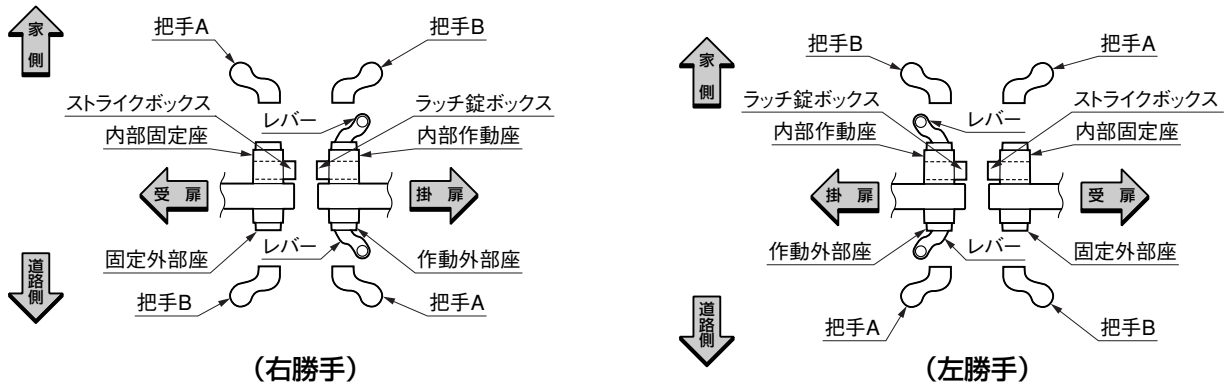 家側
把手A
把手B
ストライクボックス
レバー
ラッチ錠ボックス
内部固定座
内部作動座
受扉
掛扉
固定外部座
レバー
作動外部座
道路側
把手B
把手A
(右勝手)
家側
把手B
把手A
ラッチ錠ボックス
レバー
ストライクボックス
内部作動座
内部固定座
掛扉
受扉
作動外部座
レバー
固定外部座
道路側
把手A
把手B
(左勝手)